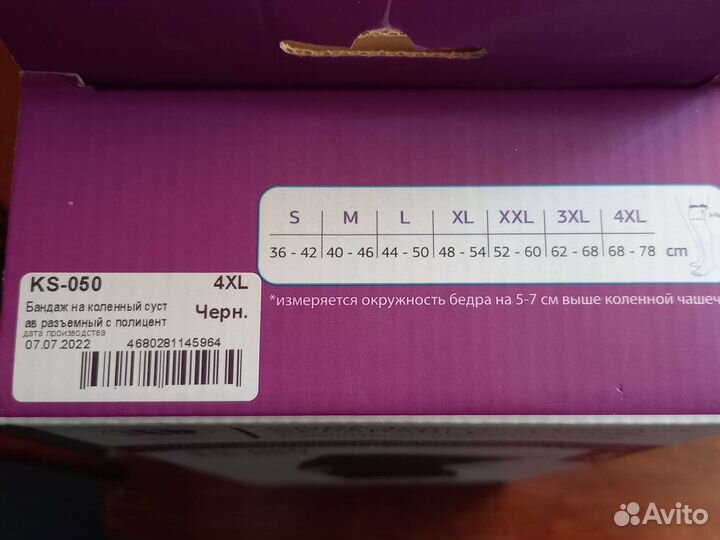 S M L XL XXL 3XL 4XL
36 - 42 40 - 46 44 - 50 48 - 54 52 - 60 62 - 68 68 - 78 cm
*измеряется окружность бедра на 5-7 см выше коленной чашеч
KS-050 4XL
Бандаж на коленный суст
ав разъемный с полицент
Черн.
дата производства
07.07.2022 4680281145964
Avito